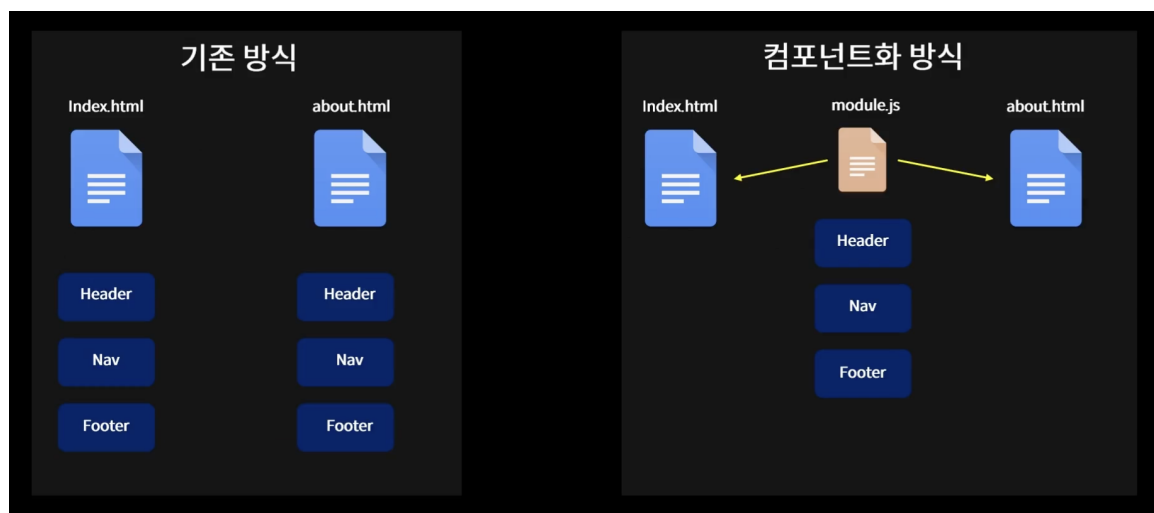 기존 방식
Index.html
about.html
Header
Header
Nav
Nav
Footer
Footer
컴포넌트화 방식
Index.html
module.js
about.html
Header
Nav
Footer